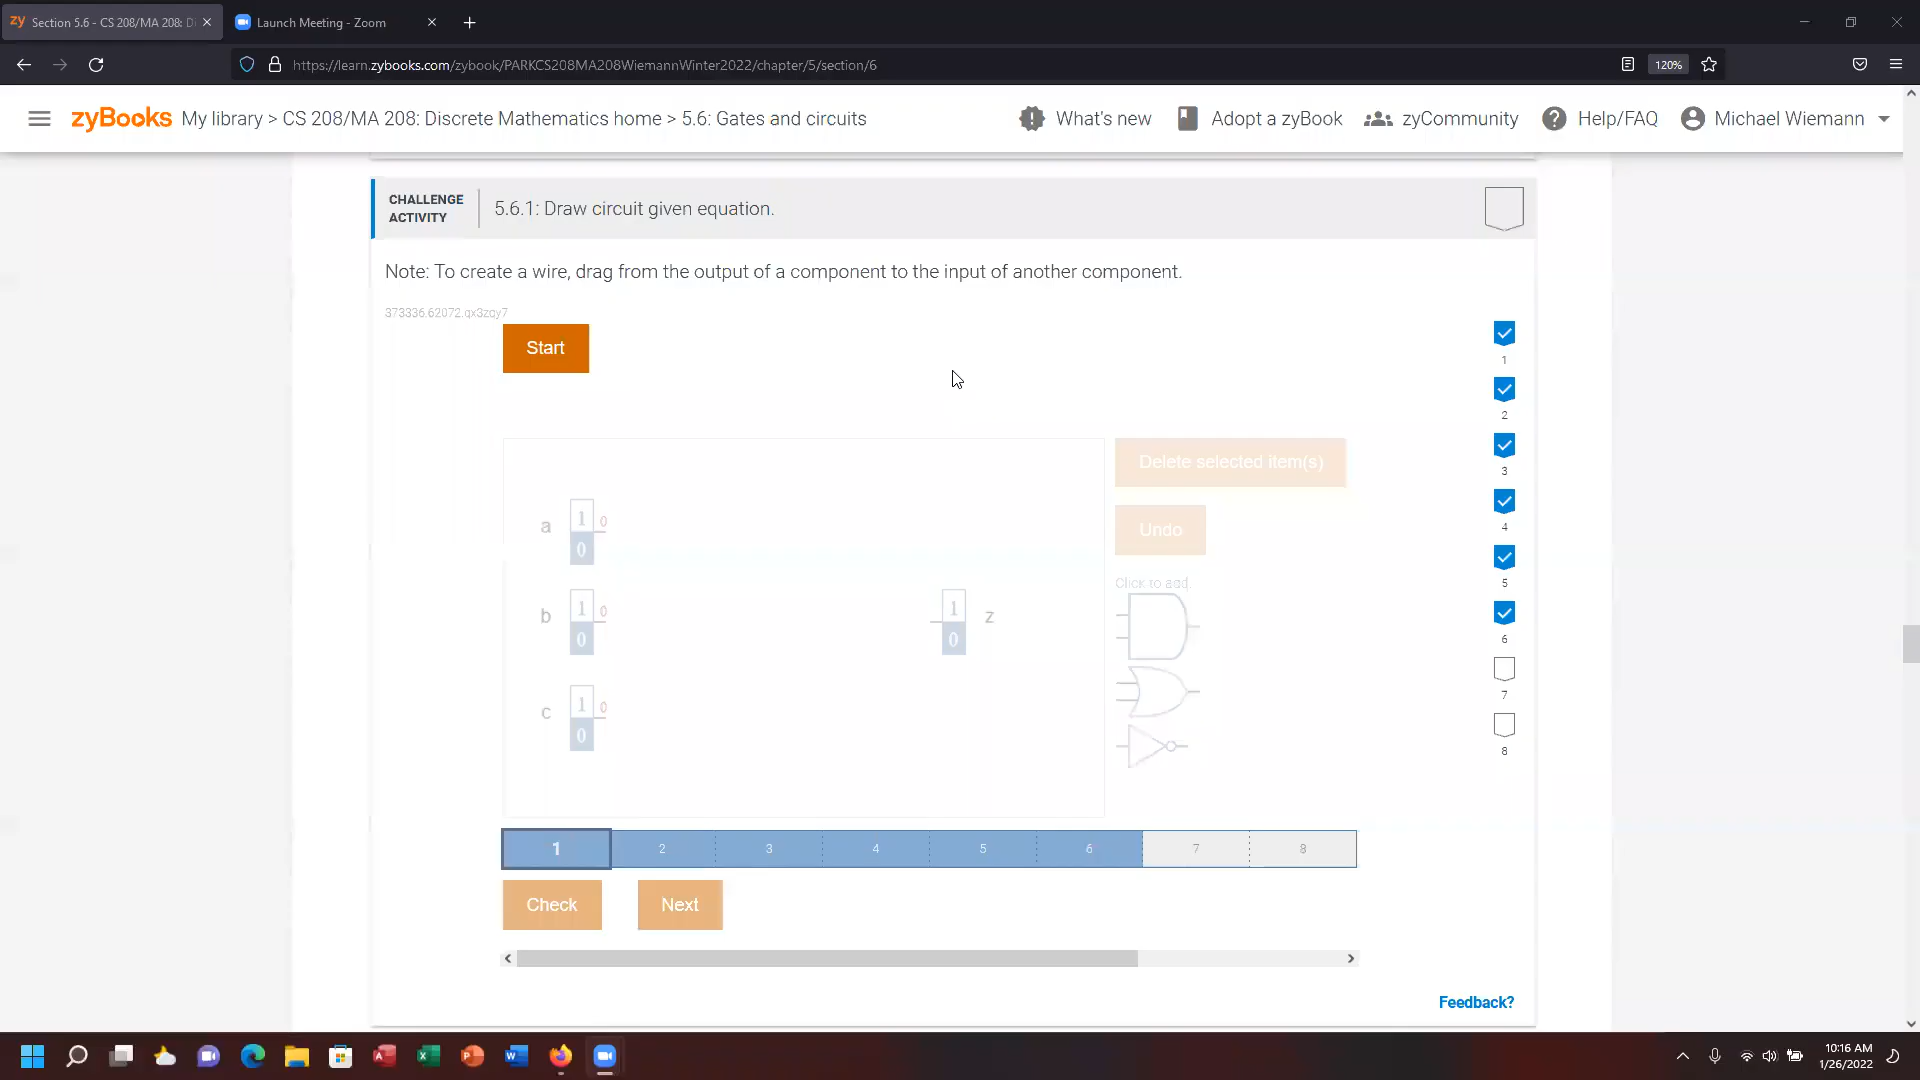 zy Section 5.6 - CS 208/MA 208: D
Launch Meeting - Zoom
https://learn.zybooks.com/zybook/PARKCS208MA208WiemannWinter2022/chapter/5/section/6
120%
zyBooks My library > CS 208/MA 208: Discrete Mathematics home > 5.6: Gates and circuits
What's new
Adopt a zyBook
zyCommunity
Help/FAQ
Michael Wiemann
CHALLENGE
ACTIVITY
5.6.1: Draw circuit given equation.
Note: To create a wire, drag from the output of a component to the input of another component.
373336.62072.qx3zqy7
Start
Delete selected item(s)
Undo
Click to add
a 1 0
0
b 1 0
0
1 z
0
c 1 0
0
1
2
3
4
5
6
7
8
1 2 3 4 5 6 7 8
Check
Next
Feedback?
10:16 AM
1/26/2022